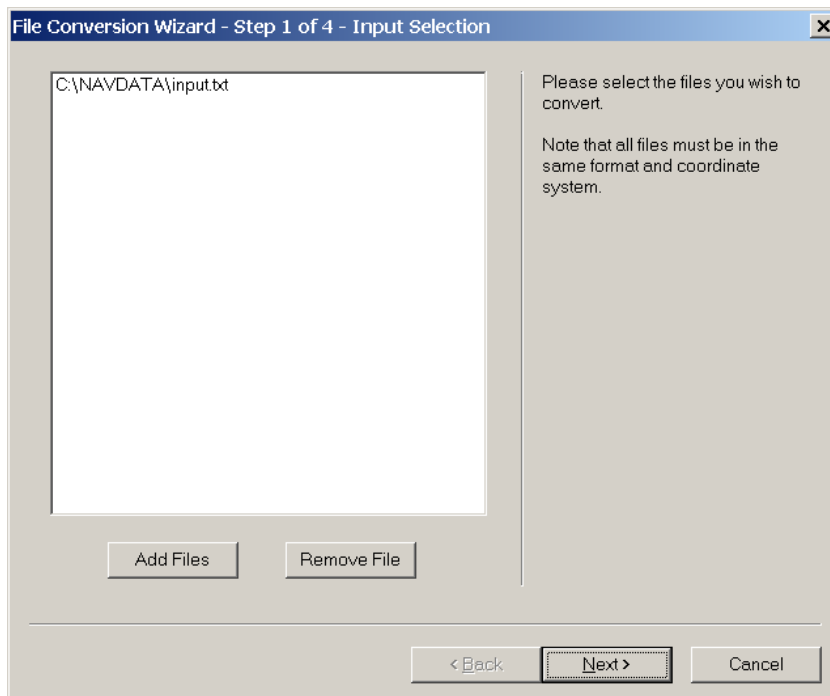 File Conversion Wizard - Step 1 of 4 - Input Selection
C:\NAVDATA\input.txt
Please select the files you wish to
convert.
Note that all files must be in the
same format and coordinate
system.
Add Files
Remove File
< Back
Next >
Cancel